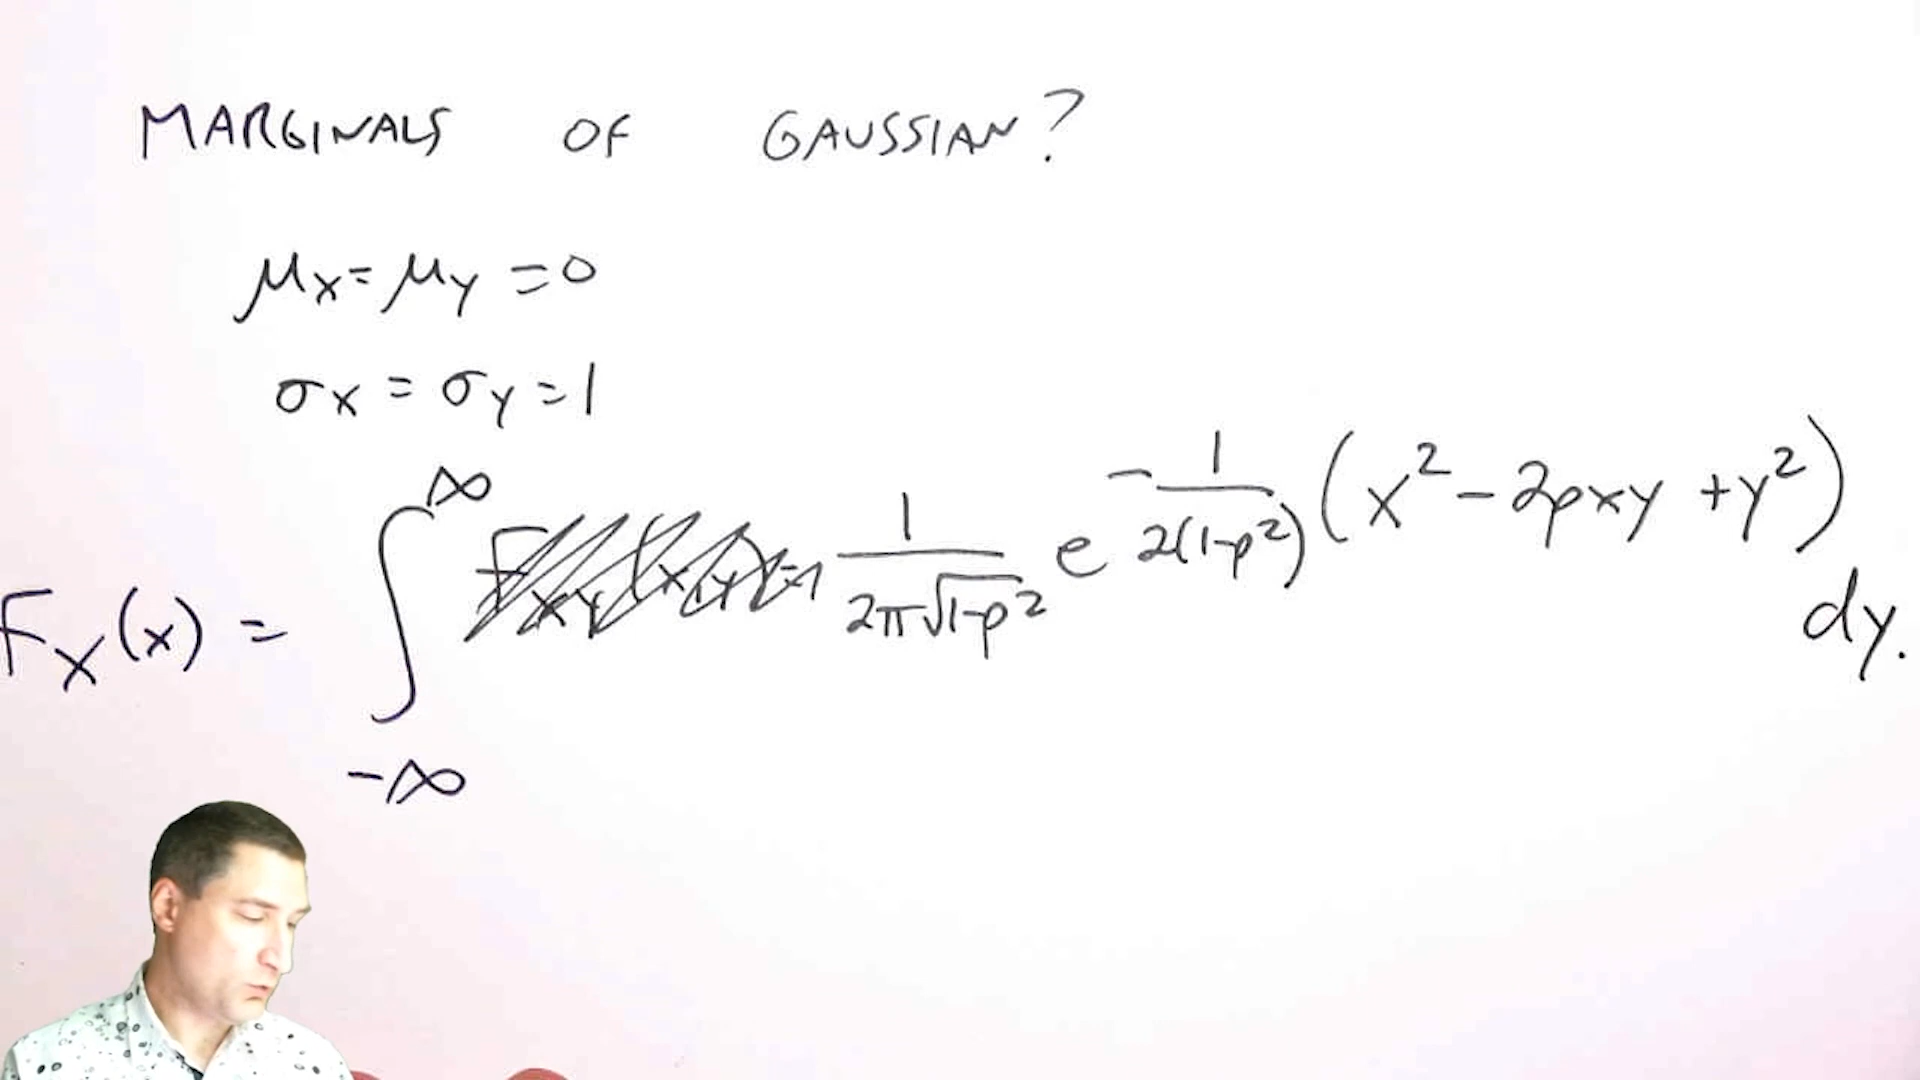 MARGINALS OF GAUSSIAN?
μx = μy = 0
σx = σy = 1
Fx(x) = ∫_{-∞}^{∞} 1/(2π√(1-ρ²)) e^{-1/(2(1-ρ²)) (x² - 2ρxy + y²)} dy.